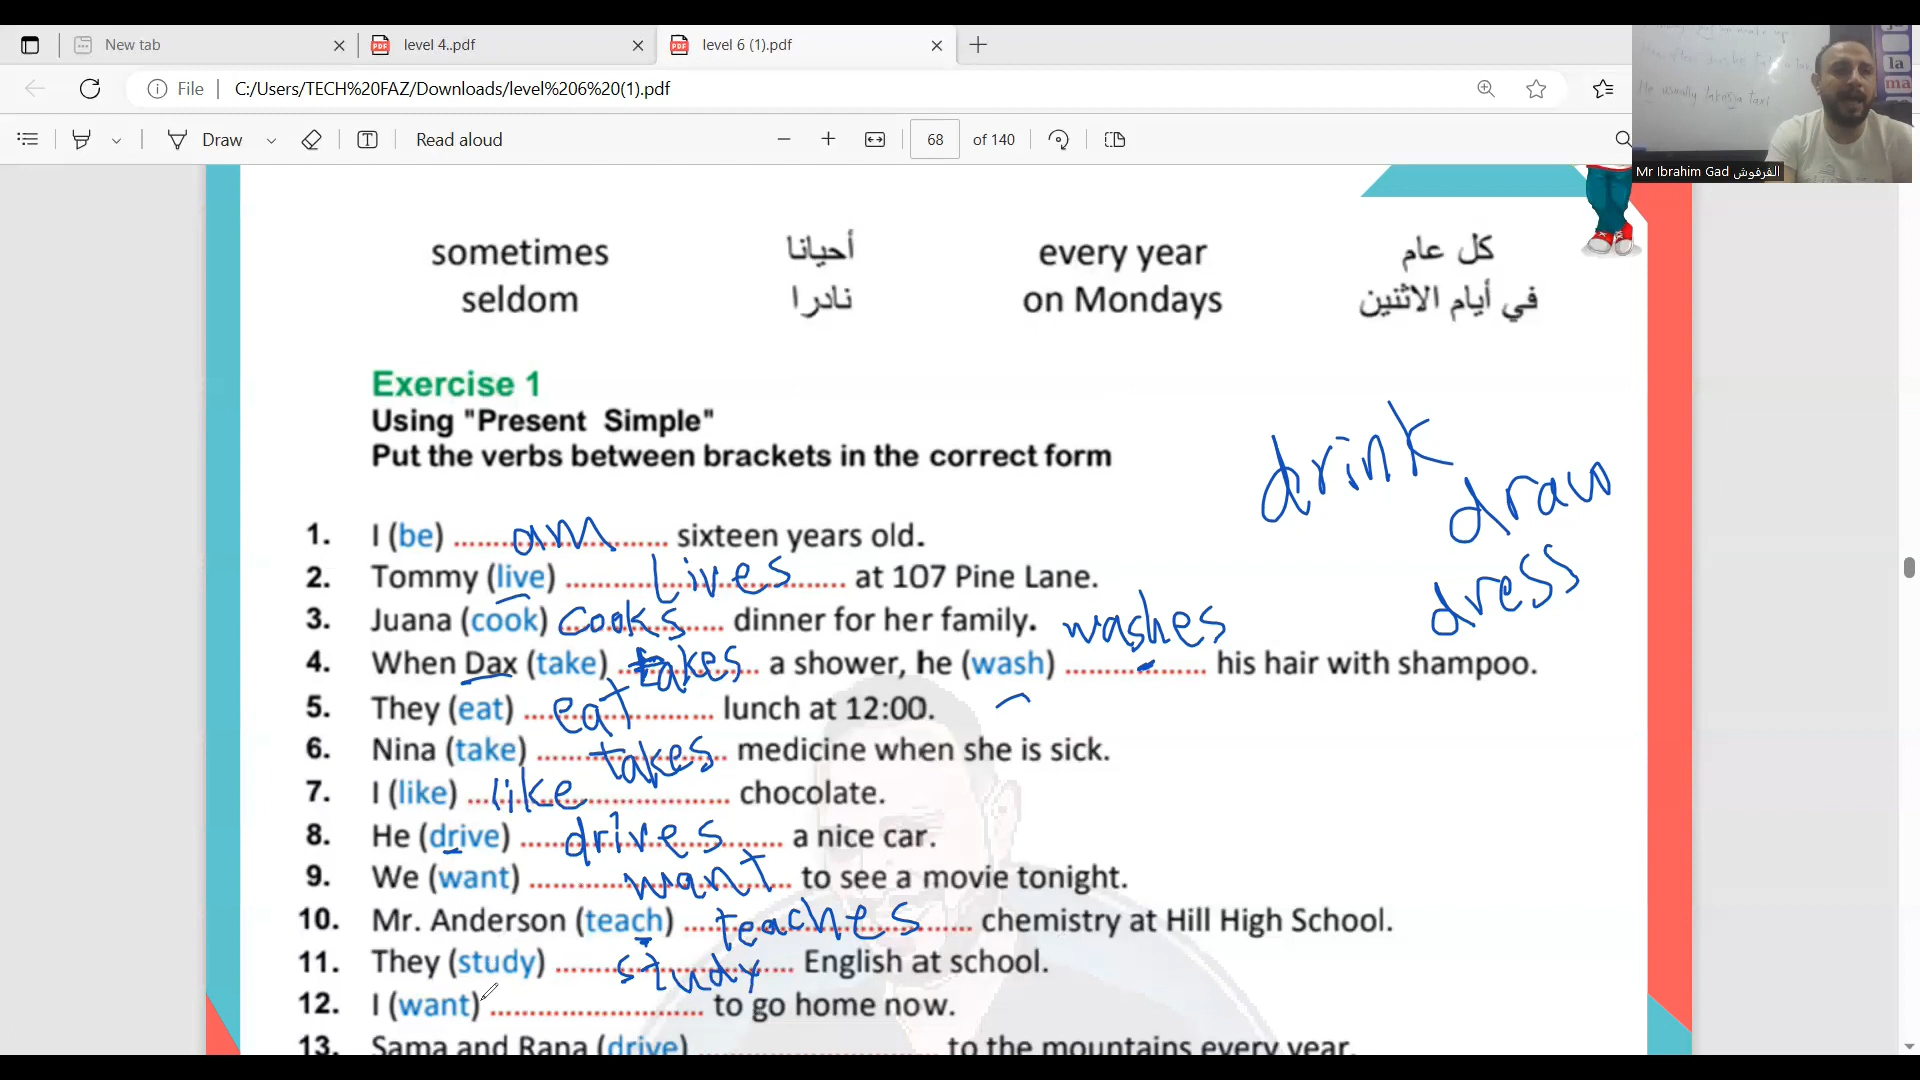 New tab
level 4..pdf
level 6 (1).pdf
File
C:/Users/TECH%20FAZ/Downloads/level%206%20(1).pdf
Draw
Read aloud
68 of 140
la
ma
He usually takes a taxi
Mr Ibrahim Gad الفرفوش
sometimes أحيانا every year كل عام
seldom نادرا on Mondays في أيام الاثنين
Exercise 1
Using "Present Simple"
Put the verbs between brackets in the correct form
drink
draw
dress
1. I (be) ........am........ sixteen years old.
2. Tommy (live) ........Lives........ at 107 Pine Lane.
3. Juana (cook) cooks........ dinner for her family.
4. When Dax (take) ..takes.. a shower, he (wash) ........washes........ his hair with shampoo.
5. They (eat) ....eat........ lunch at 12:00.
6. Nina (take) ........takes.. medicine when she is sick.
7. I (like) ...like........ chocolate.
8. He (drive) ......drives...... a nice car.
9. We (want) ........want.. to see a movie tonight.
10. Mr. Anderson (teach) ....teaches...... chemistry at Hill High School.
11. They (study) ........study.... English at school.
12. I (want) ........................ to go home now.
13. Sama and Rana (drive) ........................ to the mountains every year.